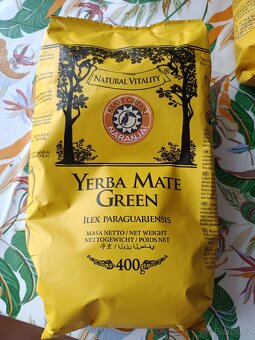 NATURAL VITALITY
NARANJA
YERBA MATE
GREEN
ILEX PARAGUARIENSIS
MASA NETTO / NET WEIGHT
NETTOGEWICHT / POIDS NET
400g